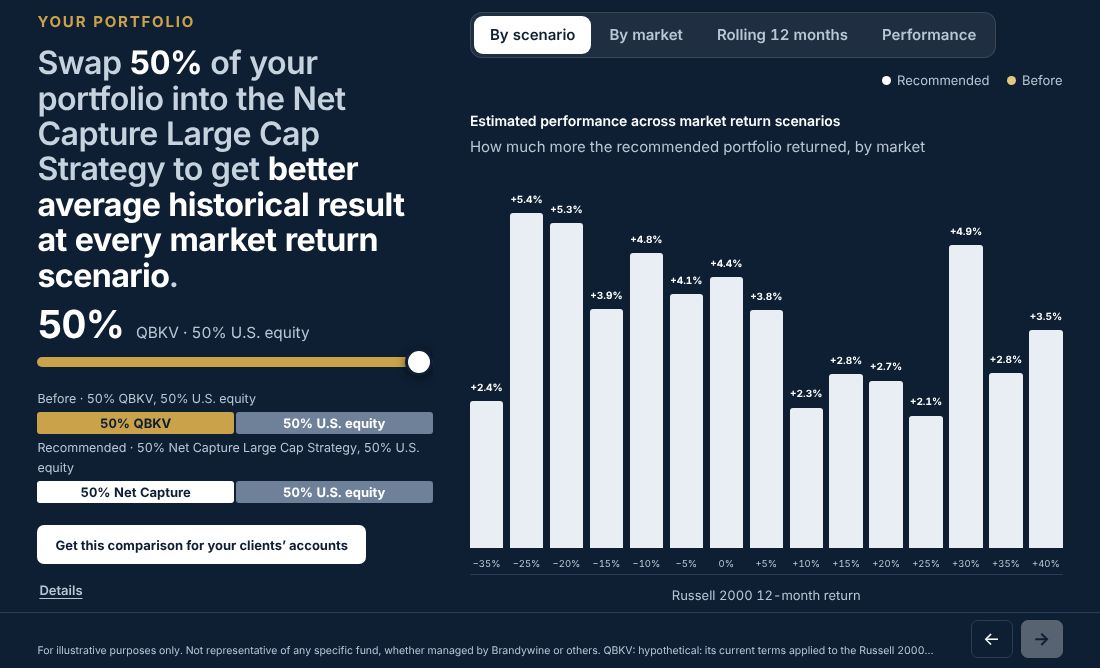 YOUR PORTFOLIO
Swap 50% of your
portfolio into the Net
Capture Large Cap
Strategy to get better
average historical result
at every market return
scenario.
50% QBKV · 50% U.S. equity
Before · 50% QBKV, 50% U.S. equity
50% QBKV 50% U.S. equity
Recommended · 50% Net Capture Large Cap Strategy, 50% U.S.
equity
50% Net Capture 50% U.S. equity
Get this comparison for your clients’ accounts
Details
By scenario By market Rolling 12 months Performance
Recommended Before
Estimated performance across market return scenarios
How much more the recommended portfolio returned, by market
+2.4% +5.4% +5.3% +3.9% +4.8% +4.1% +4.4% +3.8% +2.3% +2.8% +2.7% +2.1% +4.9% +2.8% +3.5%
−35% −25% −20% −15% −10% −5% 0% +5% +10% +15% +20% +25% +30% +35% +40%
Russell 2000 12-month return
For illustrative purposes only. Not representative of any specific fund, whether managed by Brandywine or others. QBKV: hypothetical: its current terms applied to the Russell 2000…